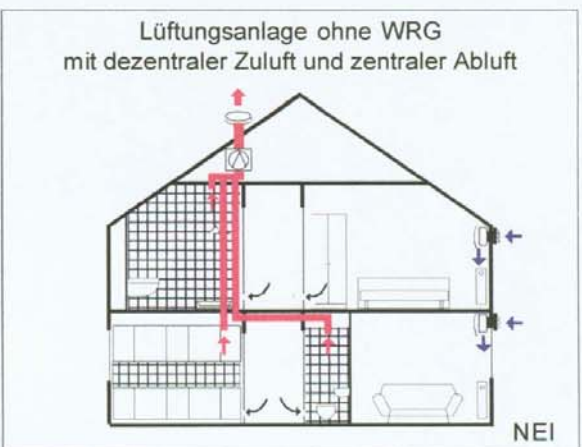 Lüftungsanlage ohne WRG
mit dezentraler Zuluft und zentraler Abluft
NEI